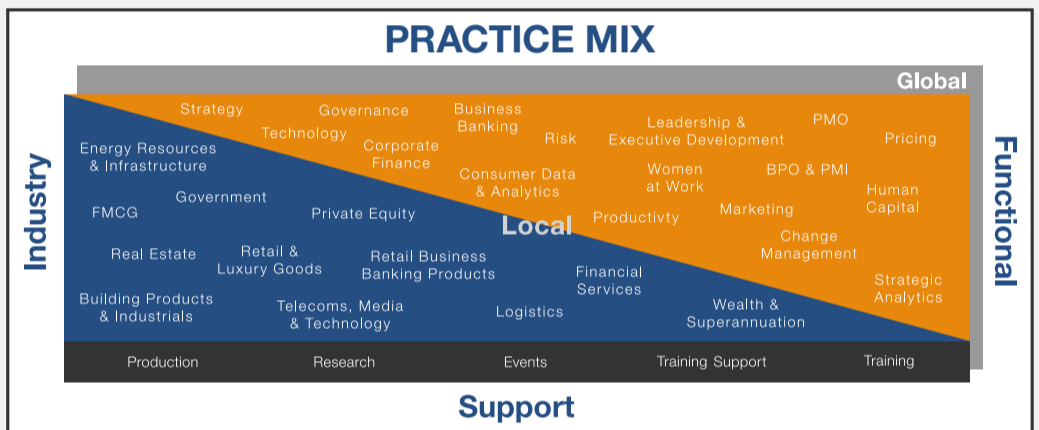 PRACTICE MIX
Global
Industry
Functional
Strategy
Governance
Business
Banking
Technology
Risk
Corporate
Finance
Leadership &
Executive Development
PMO
Pricing
Consumer Data
& Analytics
Women
at Work
BPO & PMI
Human
Capital
Productivty
Marketing
Change
Management
Strategic
Analytics
Local
Energy Resources
& Infrastructure
Government
FMCG
Private Equity
Real Estate
Retail &
Luxury Goods
Retail Business
Banking Products
Financial
Services
Building Products
& Industrials
Telecoms, Media
& Technology
Logistics
Wealth &
Superannuation
Production
Research
Events
Training Support
Training
Support